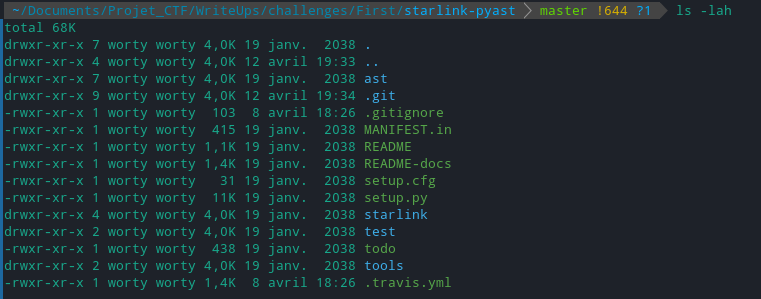 ~/Documents/Projet_CTF/WriteUps/challenges/First/starlink-pyast master !644 ?1 ls -lah
total 68K
drwxr-xr-x 7 worty worty 4,0K 19 janv.  2038 .
drwxr-xr-x 4 worty worty 4,0K 12 avril 19:33 ..
drwxr-xr-x 7 worty worty 4,0K 19 janv.  2038 ast
drwxr-xr-x 9 worty worty 4,0K 12 avril 19:34 .git
-rwxr-xr-x 1 worty worty  103  8 avril 18:26 .gitignore
-rwxr-xr-x 1 worty worty  415 19 janv.  2038 MANIFEST.in
-rwxr-xr-x 1 worty worty 1,1K 19 janv.  2038 README
-rwxr-xr-x 1 worty worty 1,4K 19 janv.  2038 README-docs
-rwxr-xr-x 1 worty worty   31 19 janv.  2038 setup.cfg
-rwxr-xr-x 1 worty worty  11K 19 janv.  2038 setup.py
drwxr-xr-x 4 worty worty 4,0K 19 janv.  2038 starlink
drwxr-xr-x 2 worty worty 4,0K 19 janv.  2038 test
-rwxr-xr-x 1 worty worty  438 19 janv.  2038 todo
drwxr-xr-x 2 worty worty 4,0K 19 janv.  2038 tools
-rwxr-xr-x 1 worty worty 1,4K  8 avril 18:26 .travis.yml